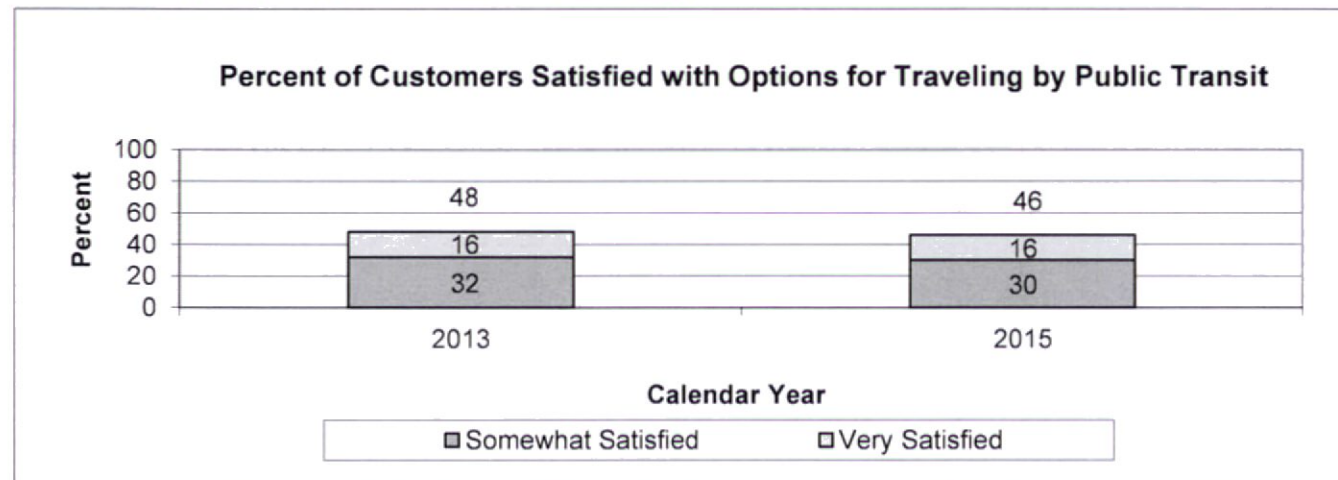 Percent of Customers Satisfied with Options for Traveling by Public Transit
100
80
60
40
20
0
Percent
48
16
32
46
16
30
2013
2015
Calendar Year
Somewhat Satisfied
Very Satisfied